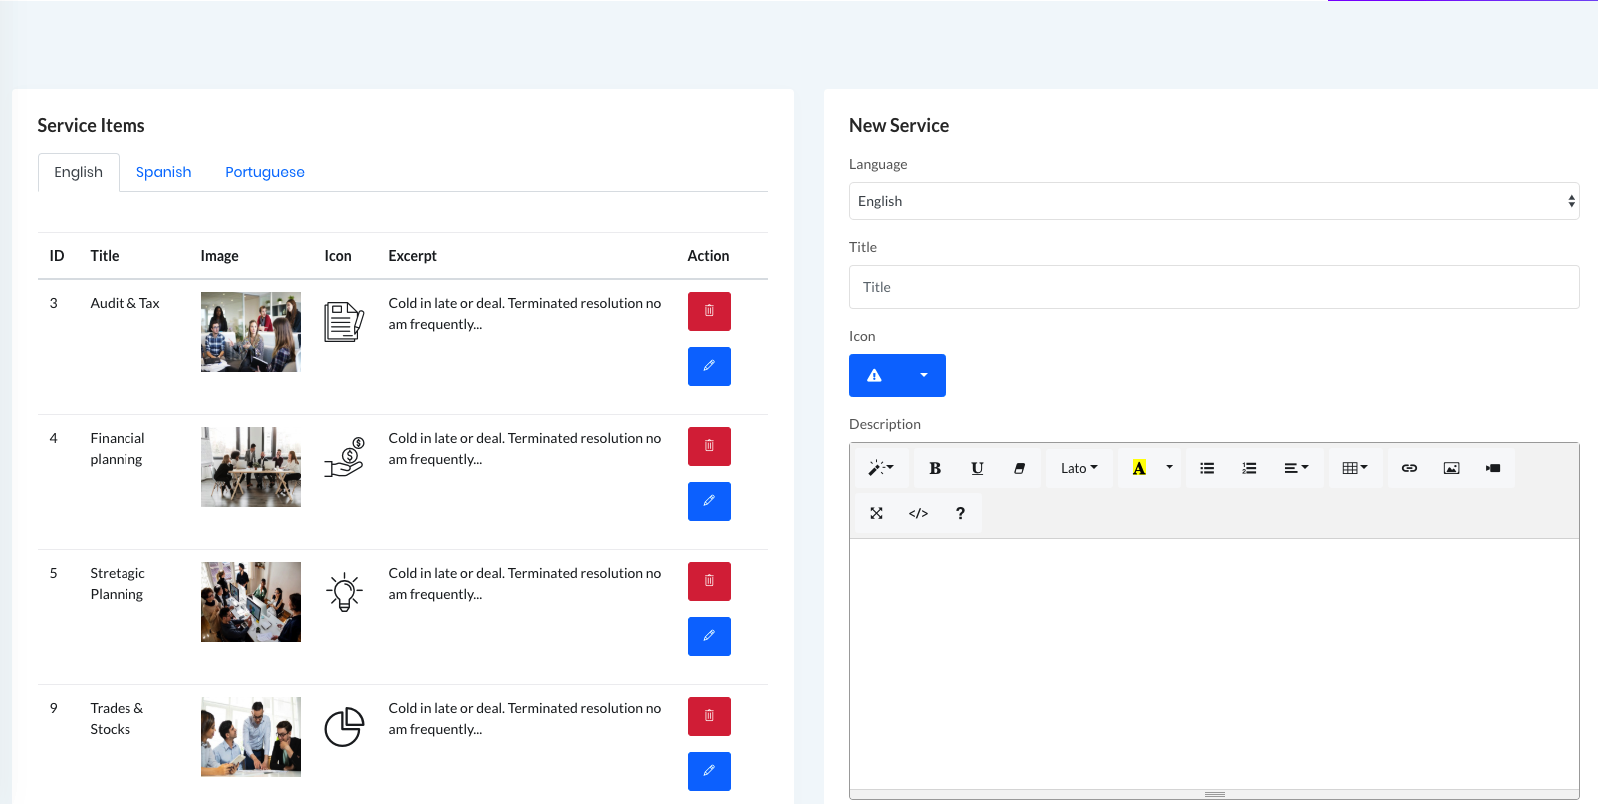 Service Items
English Spanish Portuguese
ID Title Image Icon Excerpt Action
3 Audit & Tax Cold in late or deal. Terminated resolution no
am frequently...
4 Financial Cold in late or deal. Terminated resolution no
planning am frequently...
5 Stretagic Cold in late or deal. Terminated resolution no
Planning am frequently...
9 Trades & Cold in late or deal. Terminated resolution no
Stocks am frequently...
New Service
Language
English
Title
Title
Icon
Description
B U Lato A
</> ?